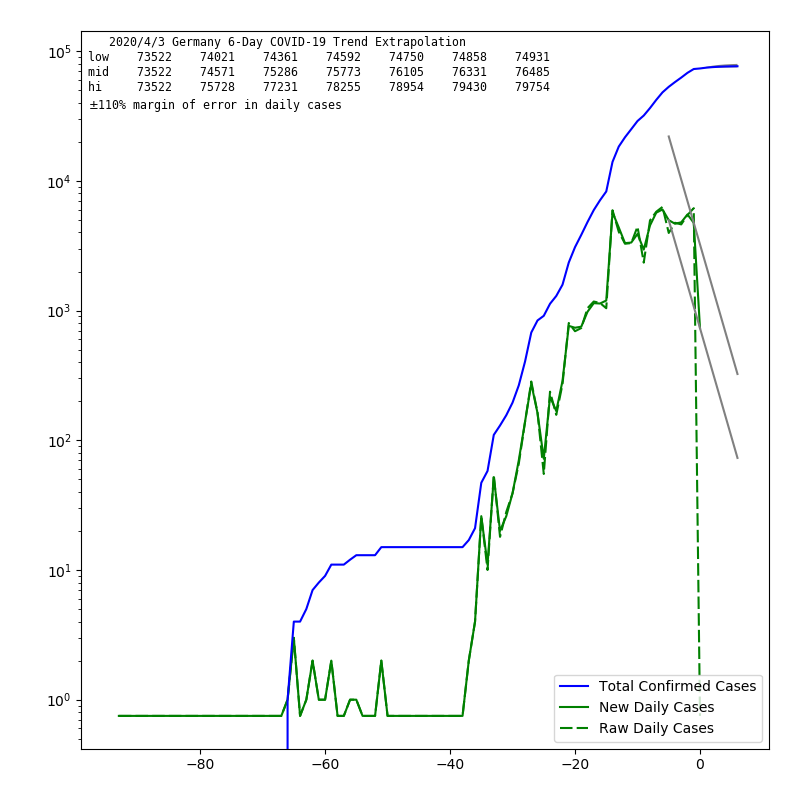 2020/4/3 Germany 6-Day COVID-19 Trend Extrapolation
low 73522 74021 74361 74592 74750 74858 74931
mid 73522 74571 75286 75773 76105 76331 76485
hi 73522 75728 77231 78255 78954 79430 79754
±110% margin of error in daily cases
10⁵
10⁴
10³
10²
10¹
10⁰
Total Confirmed Cases
New Daily Cases
Raw Daily Cases
−80 −60 −40 −20 0